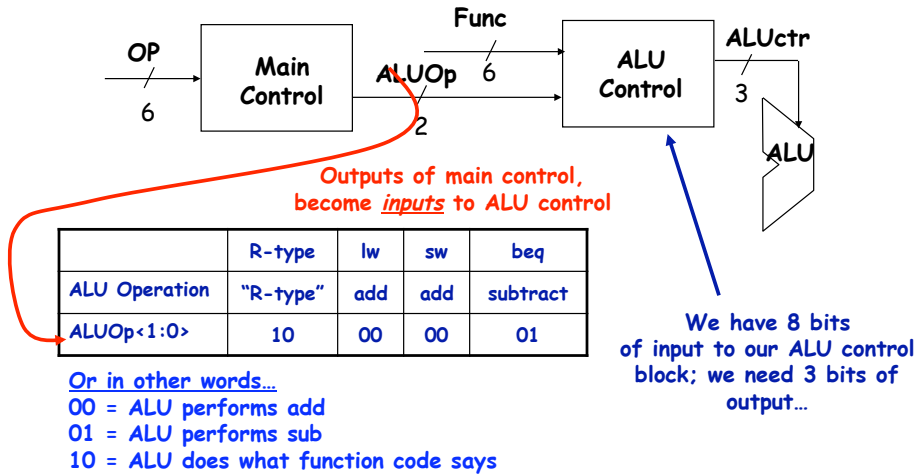 Func
OP
ALUctr
Main
Control
ALUOp
6
ALU
Control
6
2
3
ALU
Outputs of main control,
become inputs to ALU control
R-type lw sw beq
ALU Operation "R-type" add add subtract
ALUOp<1:0> 10 00 00 01
We have 8 bits
of input to our ALU control
block; we need 3 bits of
output...
Or in other words...
00 = ALU performs add
01 = ALU performs sub
10 = ALU does what function code says